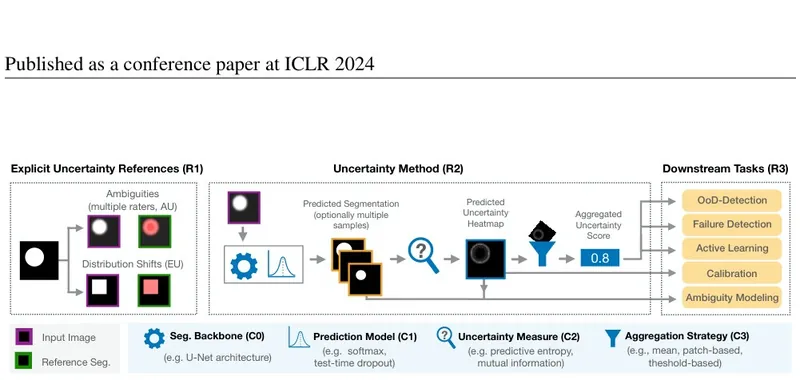 Published as a conference paper at ICLR 2024
Explicit Uncertainty References (R1)
Ambiguities
(multiple raters, AU)
Distribution Shifts (EU)
Uncertainty Method (R2)
Predicted Segmentation
(optionally multiple
samples)
?
Predicted
Uncertainty
Heatmap
Aggregated
Uncertainty
Score
0.8
Downstream Tasks (R3)
OoD-Detection
Failure Detection
Active Learning
Calibration
Ambiguity Modeling
Input Image
Reference Seg.
Seg. Backbone (C0)
(e.g. U-Net architecture)
Prediction Model (C1)
(e.g. softmax,
test-time dropout)
?
Uncertainty Measure (C2)
(e.g. predictive entropy,
mutual information)
Aggregation Strategy (C3)
(e.g., mean, patch-based,
theshold-based)